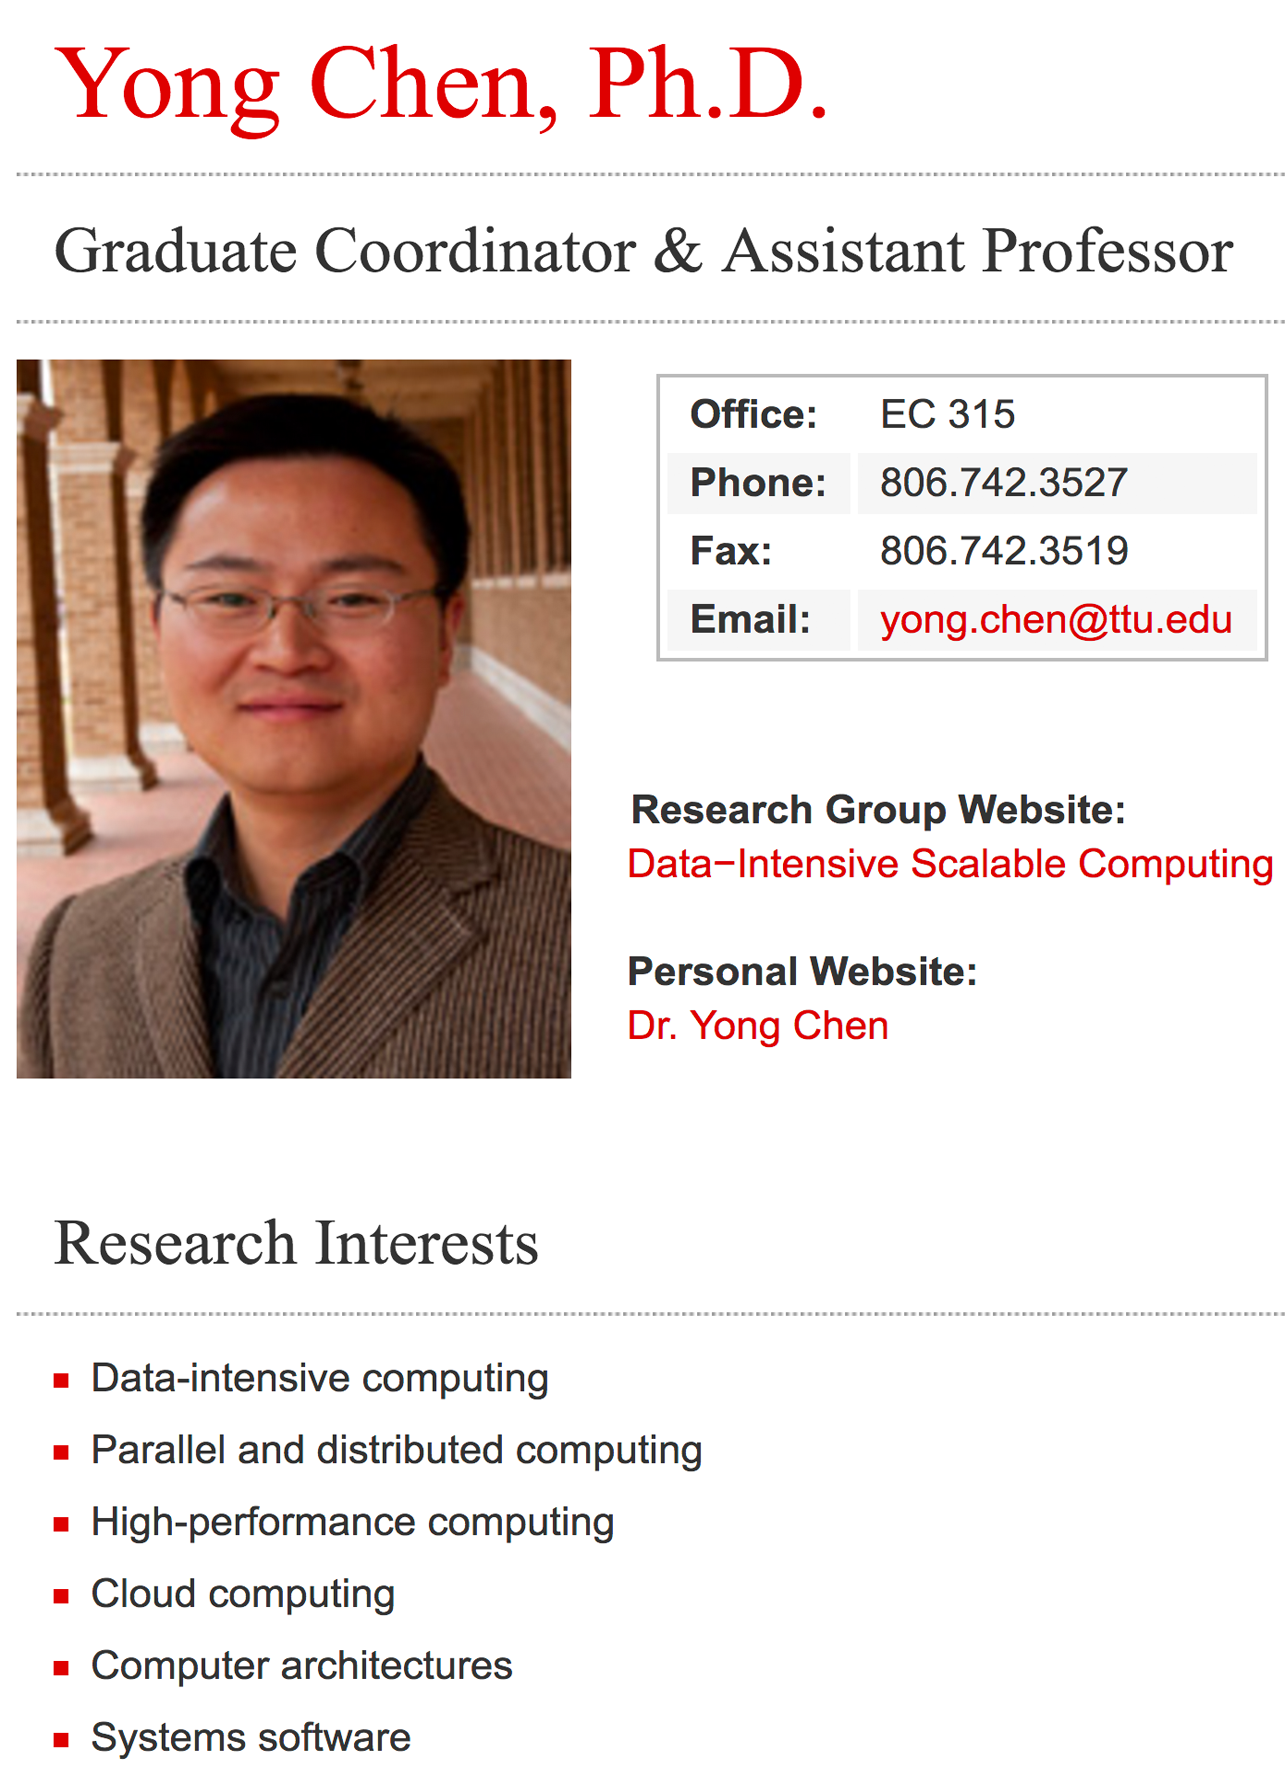 Yong Chen, Ph.D.
Graduate Coordinator & Assistant Professor
Office: EC 315
Phone: 806.742.3527
Fax: 806.742.3519
Email: yong.chen@ttu.edu
Research Group Website:
Data−Intensive Scalable Computing
Personal Website:
Dr. Yong Chen
Research Interests
Data-intensive computing
Parallel and distributed computing
High-performance computing
Cloud computing
Computer architectures
Systems software